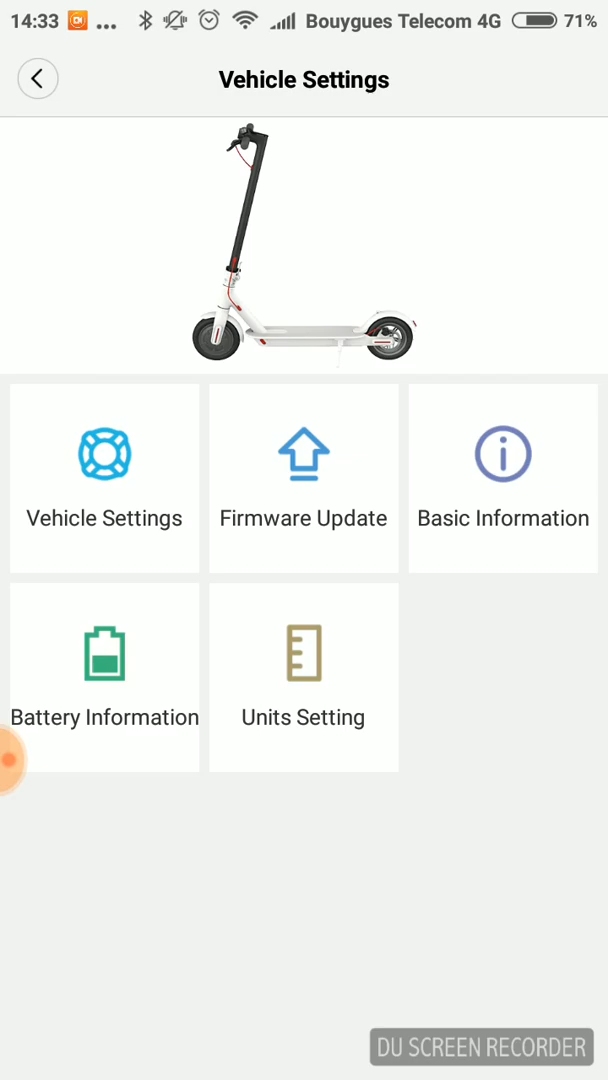 14:33 ... Bouygues Telecom 4G 71%
Vehicle Settings
Vehicle Settings Firmware Update Basic Information
Battery Information Units Setting
DU SCREEN RECORDER